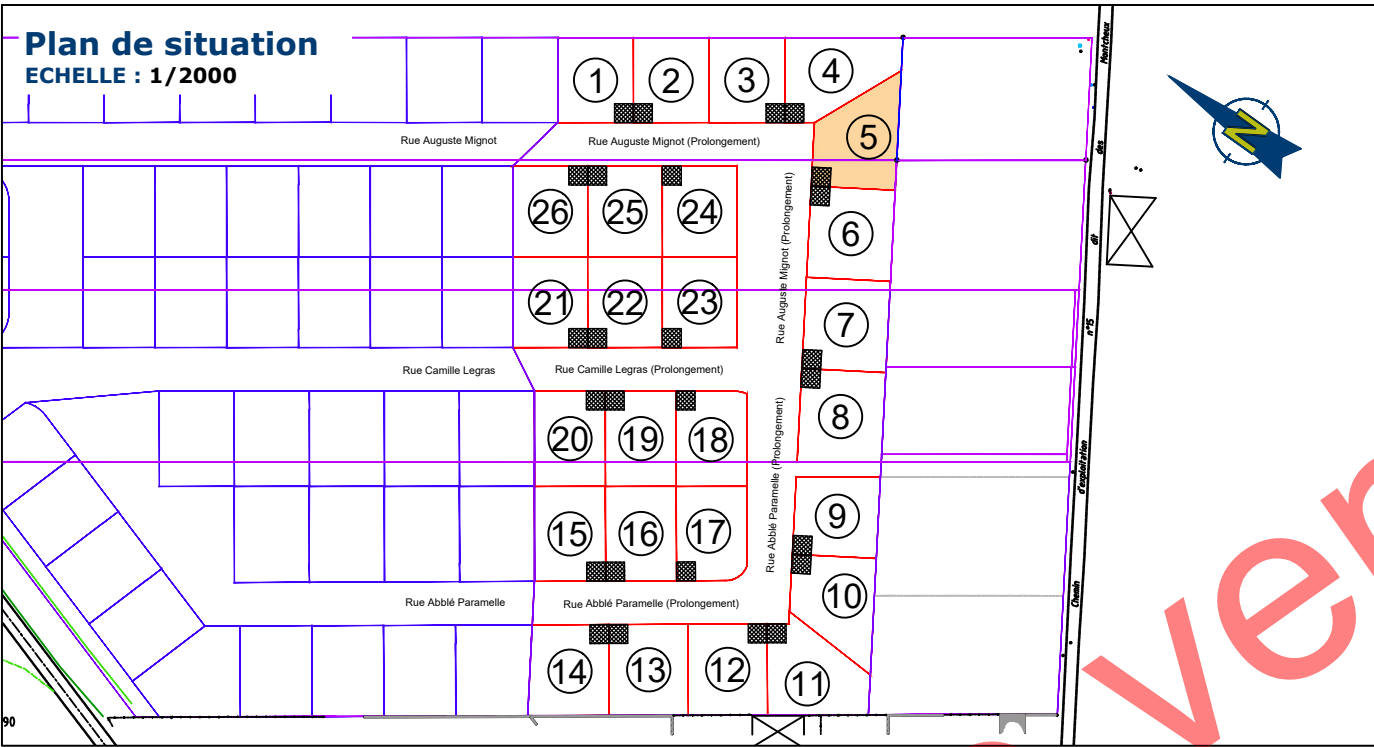 Plan de situation
ECHELLE : 1/2000
1
2
3
4
5
N
Rue Auguste Mignot
Rue Auguste Mignot (Prolongement)
Rue Auguste Mignot (Prolongement)
26
25
24
6
21
22
23
7
Rue Camille Legras
Rue Camille Legras (Prolongement)
8
20
19
18
Rue Abblé Paramelle (Prolongement)
15
16
17
9
Rue Abblé Paramelle
Rue Abblé Paramelle (Prolongement)
10
14
13
12
11
Chemin d'exploitation n°15 dit des Montcheux
90
ver